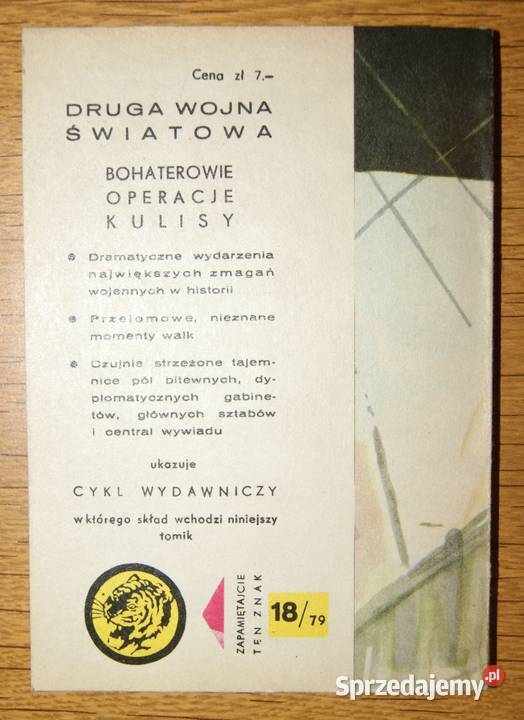 Cena zł 7.—
DRUGA WOJNA
ŚWIATOWA
BOHATEROWIE
OPERACJE
KULISY
Dramatyczne wydarzenia
największych zmagań
wojennych w historii
Przełomowe, nieznane
momenty walk
Czujnie strzeżone tajem-
nice pól bitewnych, dy-
plomatycznych gabine-
tów, głównych sztabów
i central wywiadu
ukazuje
CYKL WYDAWNICZY
w którego skład wchodzi niniejszy
tomik
ZAPAMIĘTAJCIE
TEN ZNAK
18/79
Sprzedajemy.pl